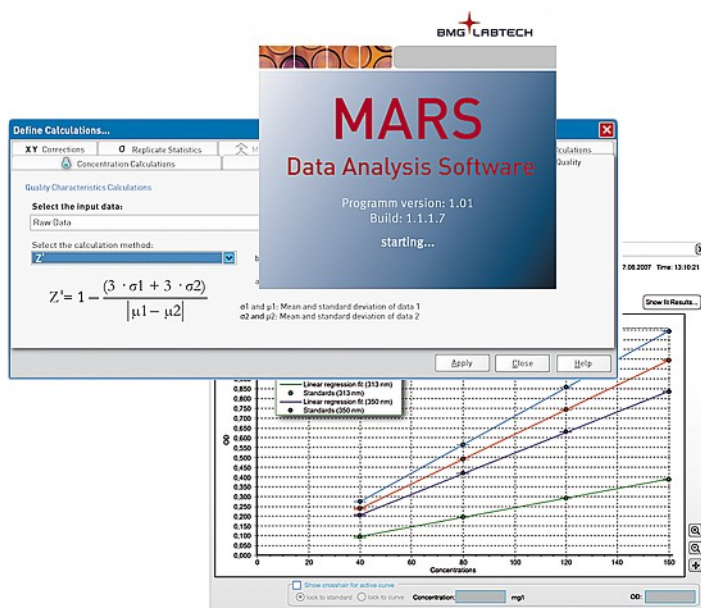 BMG LABTECH
MARS
Data Analysis Software
Programm version: 1.01
Build: 1.1.1.7
starting...
Define Calculations...
XY Corrections
σ Replicate Statistics
Concentration Calculations
Quality
Quality Characteristics Calculations
Select the input data:
Raw Data
Select the calculation method:
Z'
Z'= 1 − (3 · σ1 + 3 · σ2) / |μ1 − μ2|
σ1 and μ1: Mean and standard deviation of data 1
σ2 and μ2: Mean and standard deviation of data 2
Apply
Close
Help
7.08.2007 Time: 13:10:21
Show fit Results...
Linear regression fit (313 nm)
Standards (313 nm)
Linear regression fit (350 nm)
Standards (350 nm)
OD
0,850
0,800
0,750
0,700
0,650
0,600
0,550
0,500
0,450
0,400
0,350
0,300
0,250
0,200
0,150
0,100
0,050
0,000
0 20 40 60 80 100 120 140 160
Concentrations
Show crosshair for active curve
lock to standard
lock to curve
Concentration:
mg/l
OD: